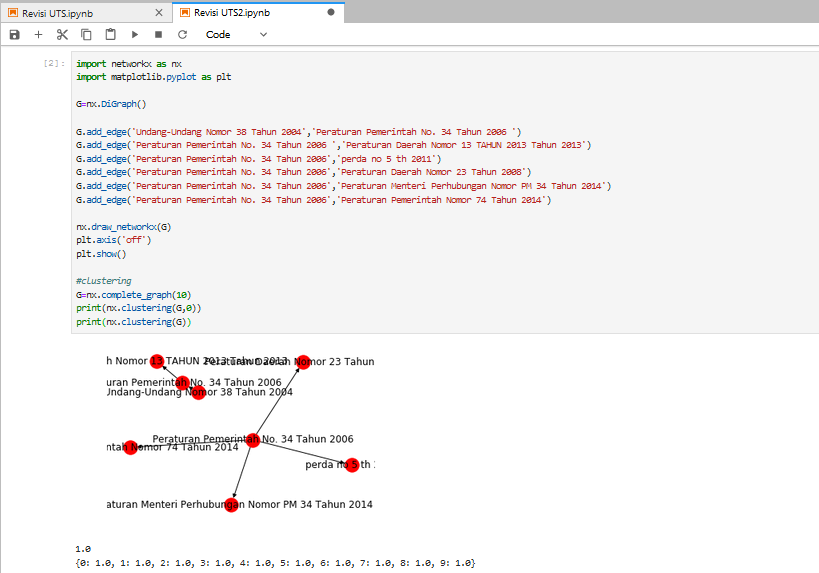 Revisi UTS.ipynb
Revisi UTS2.ipynb
Code
[2]:
import networkx as nx
import matplotlib.pyplot as plt
G=nx.DiGraph()
G.add_edge('Undang-Undang Nomor 38 Tahun 2004','Peraturan Pemerintah No. 34 Tahun 2006 ')
G.add_edge('Peraturan Pemerintah No. 34 Tahun 2006 ','Peraturan Daerah Nomor 13 TAHUN 2013 Tahun 2013')
G.add_edge('Peraturan Pemerintah No. 34 Tahun 2006','perda no 5 th 2011')
G.add_edge('Peraturan Pemerintah No. 34 Tahun 2006','Peraturan Daerah Nomor 23 Tahun 2008')
G.add_edge('Peraturan Pemerintah No. 34 Tahun 2006','Peraturan Menteri Perhubungan Nomor PM 34 Tahun 2014')
G.add_edge('Peraturan Pemerintah No. 34 Tahun 2006','Peraturan Pemerintah Nomor 74 Tahun 2014')
nx.draw_networkx(G)
plt.axis('off')
plt.show()
#clustering
G=nx.complete_graph(10)
print(nx.clustering(G,0))
print(nx.clustering(G))
h Nomor 13 TAHUN 2013 Tahun 2013
Peraturan Daerah Nomor 23 Tahun
uran Pemerintah No. 34 Tahun 2006
Undang-Undang Nomor 38 Tahun 2004
Peraturan Pemerintah No. 34 Tahun 2006
ntah Nomor 74 Tahun 2014
perda no 5 th
aturan Menteri Perhubungan Nomor PM 34 Tahun 2014
1.0
{0: 1.0, 1: 1.0, 2: 1.0, 3: 1.0, 4: 1.0, 5: 1.0, 6: 1.0, 7: 1.0, 8: 1.0, 9: 1.0}